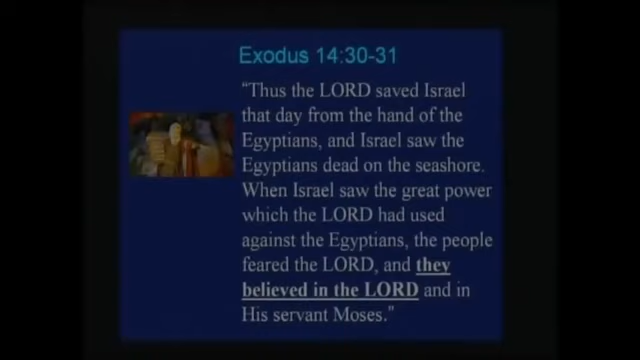 Exodus 14:30-31
"Thus the LORD saved Israel
that day from the hand of the
Egyptians, and Israel saw the
Egyptians dead on the seashore.
When Israel saw the great power
which the LORD had used
against the Egyptians, the people
feared the LORD, and they
believed in the LORD and in
His servant Moses."